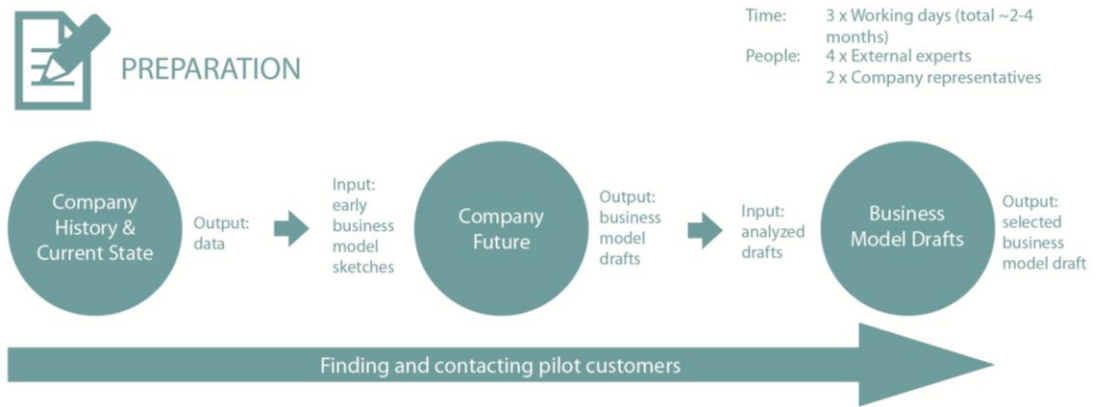 PREPARATION
Time: 3 x Working days (total ~2-4
months)
People: 4 x External experts
2 x Company representatives
Company
History &
Current State
Output:
data
Input:
early
business
model
sketches
Company
Future
Output:
business
model
drafts
Input:
analyzed
drafts
Business
Model Drafts
Output:
selected
business
model draft
Finding and contacting pilot customers